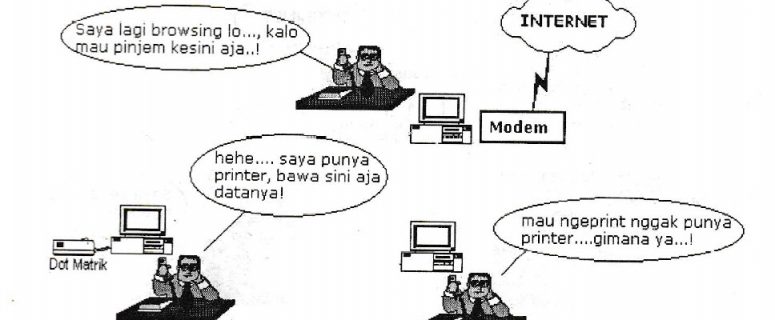 Saya lagi browsing lo..., kalo
mau pinjem kesini aja..!
INTERNET
Modem
hehe.... saya punya
printer, bawa sini aja
datanya!
Dot Matrik
mau ngeprint nggak punya
printer....gimana ya...!